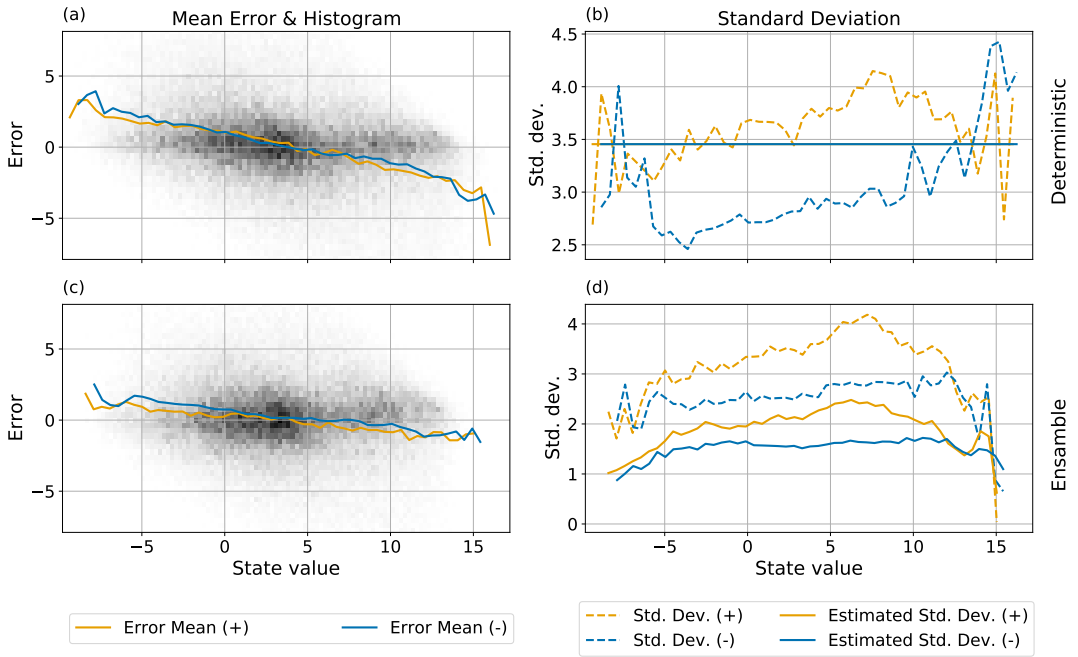 (a)
Mean Error & Histogram
(b)
Standard Deviation
Error
5
0
−5
Std. dev.
4.5
4.0
3.5
3.0
2.5
Deterministic
(c)
(d)
Error
5
0
−5
−5 0 5 10 15
State value
Std. dev.
4
3
2
1
0
−5 0 5 10 15
State value
Ensamble
Error Mean (+) Error Mean (-)
Std. Dev. (+) Estimated Std. Dev. (+)
Std. Dev. (-) Estimated Std. Dev. (-)